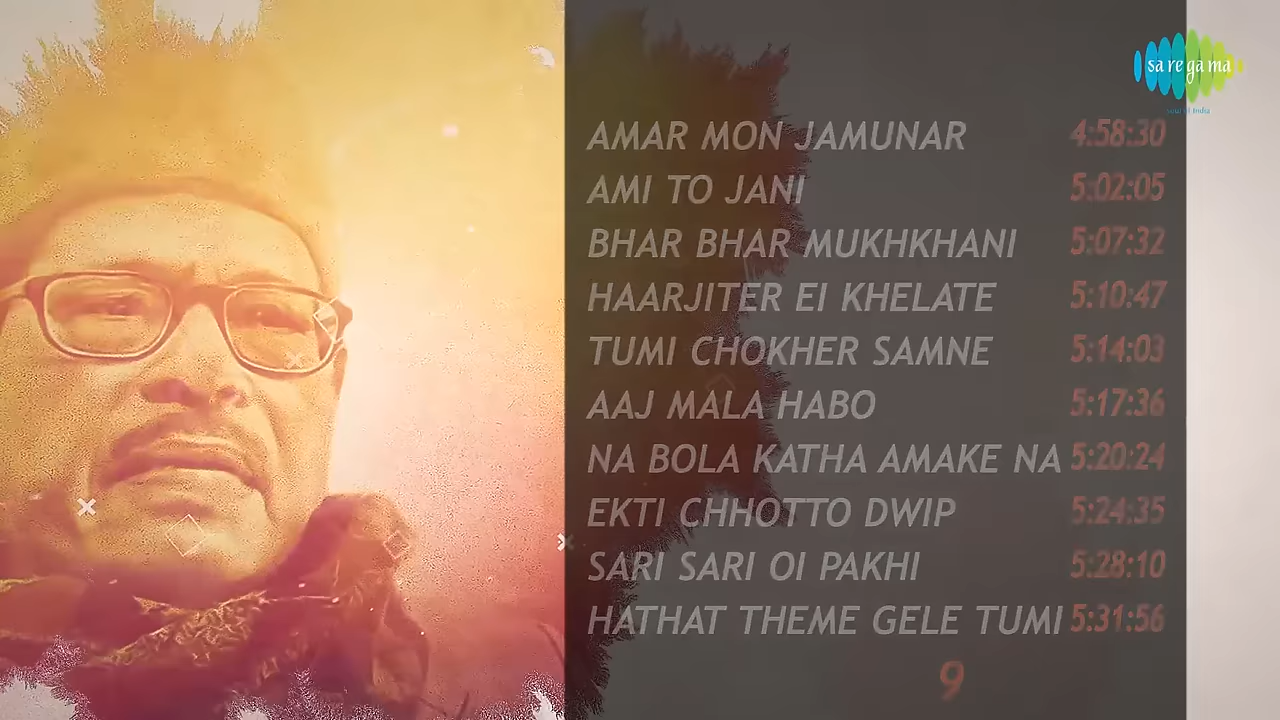 sa re ga ma
AMAR MON JAMUNAR 4:58:30
AMI TO JANI 5:02:05
BHAR BHAR MUKHKHANI 5:07:32
HAARJITER EI KHELATE 5:10:47
TUMI CHOKHER SAMNE 5:14:03
AAJ MALA HABO 5:17:36
NA BOLA KATHA AMAKE NA 5:20:24
EKTI CHHOTTO DWIP 5:24:35
SARI SARI OI PAKHI 5:28:10
HATHAT THEME GELE TUMI 5:31:56
9